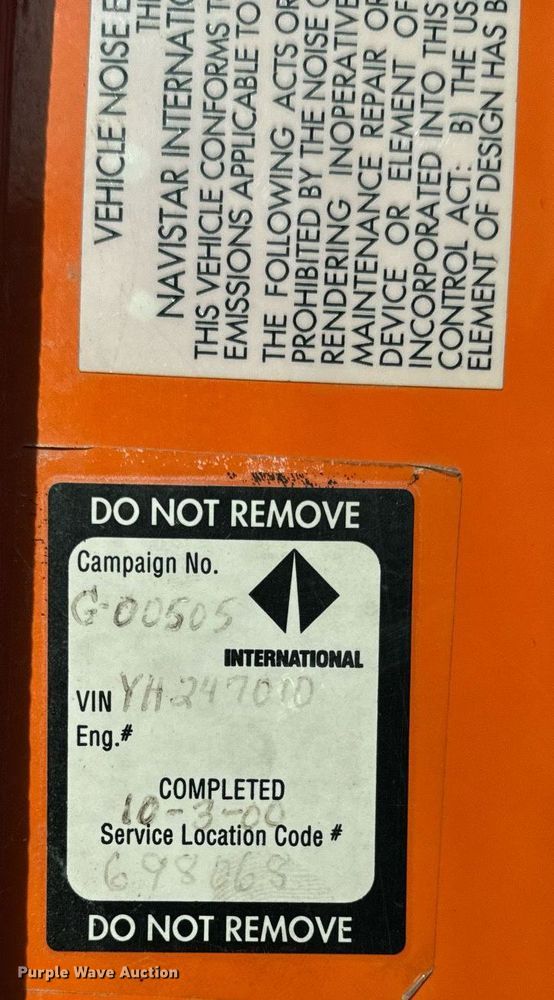 VEHICLE NOISE
NAVISTAR
THIS VEHICLE CONFORMS
EMISSIONS APPLICABLE TO
THE FOLLOWING ACTS OR
PROHIBITED BY THE NOISE
RENDERING INOPERATIVE
MAINTENANCE REPAIR OR
DEVICE OR ELEMENT OF
INCORPORATED INTO THIS
CONTROL ACT: B) THE
ELEMENT OF DESIGN HAS
DO NOT REMOVE
Campaign No.
G-00505
INTERNATIONAL
VIN YH247010
Eng.#
COMPLETED
10-3-00
Service Location Code #
698068
DO NOT REMOVE
Purple Wave Auction